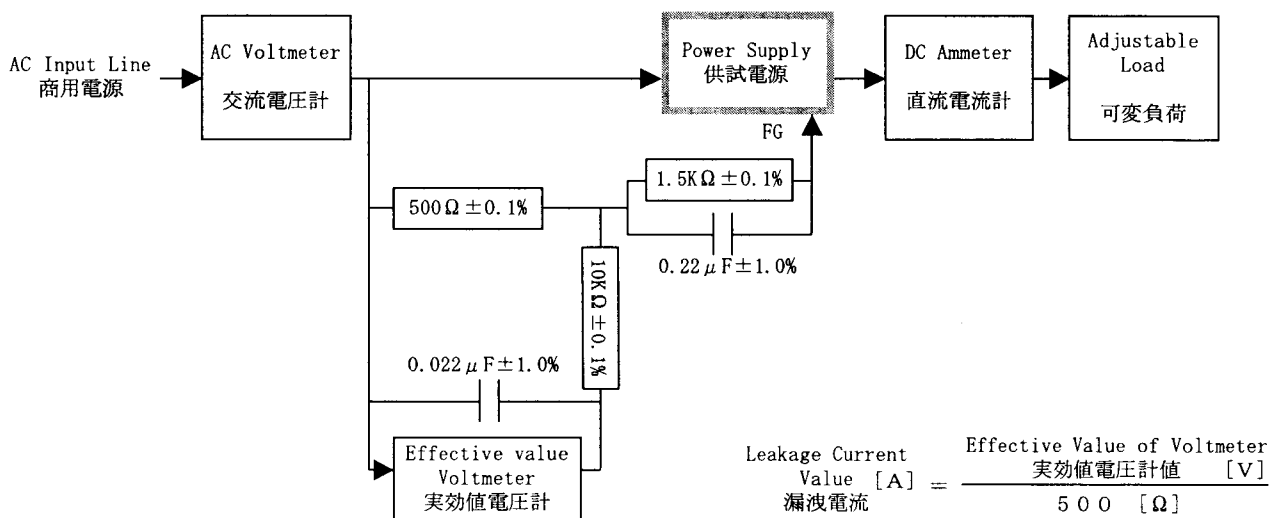 AC Input Line
商用電源
AC Voltmeter
交流電圧計
Power Supply
供試電源
DC Ammeter
直流電流計
Adjustable
Load
可変負荷
FG
1.5KΩ±0.1%
500Ω±0.1%
0.22μF±1.0%
10KΩ±0.1%
0.022μF±1.0%
Effective value
Voltmeter
実効値電圧計
Leakage Current
Value [A] =
漏洩電流
Effective Value of Voltmeter
実効値電圧計値 [V]
500 [Ω]